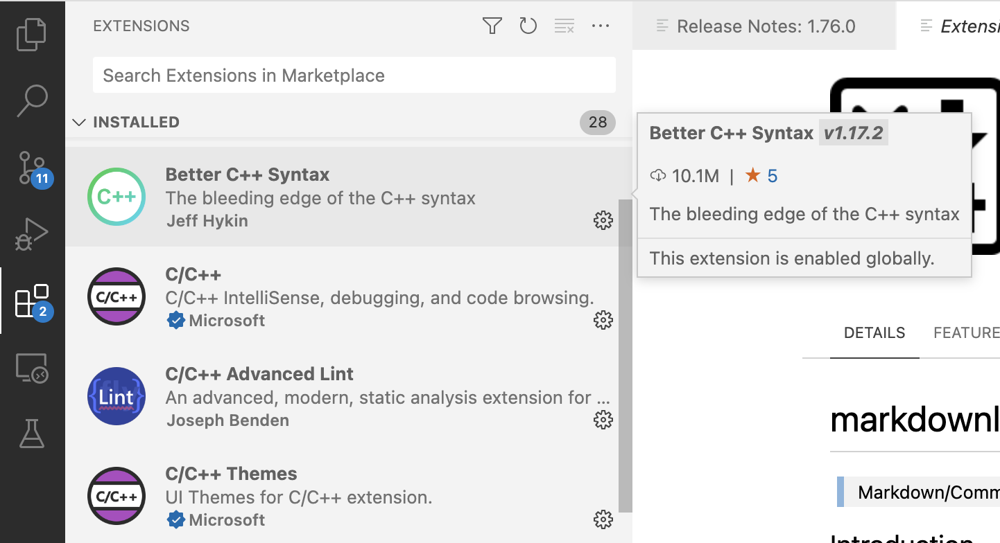 EXTENSIONS
Search Extensions in Marketplace
INSTALLED 28
C++
Better C++ Syntax
The bleeding edge of the C++ syntax
Jeff Hykin
C/C++
C/C++
C/C++ IntelliSense, debugging, and code browsing.
Microsoft
{Lint}
C/C++ Advanced Lint
An advanced, modern, static analysis extension for ...
Joseph Benden
C/C++
C/C++ Themes
UI Themes for C/C++ extension.
Microsoft
11
2
Release Notes: 1.76.0
Better C++ Syntax v1.17.2
10.1M | ★ 5
The bleeding edge of the C++ syntax
This extension is enabled globally.
DETAILS
Markdown/Comm
Introduction